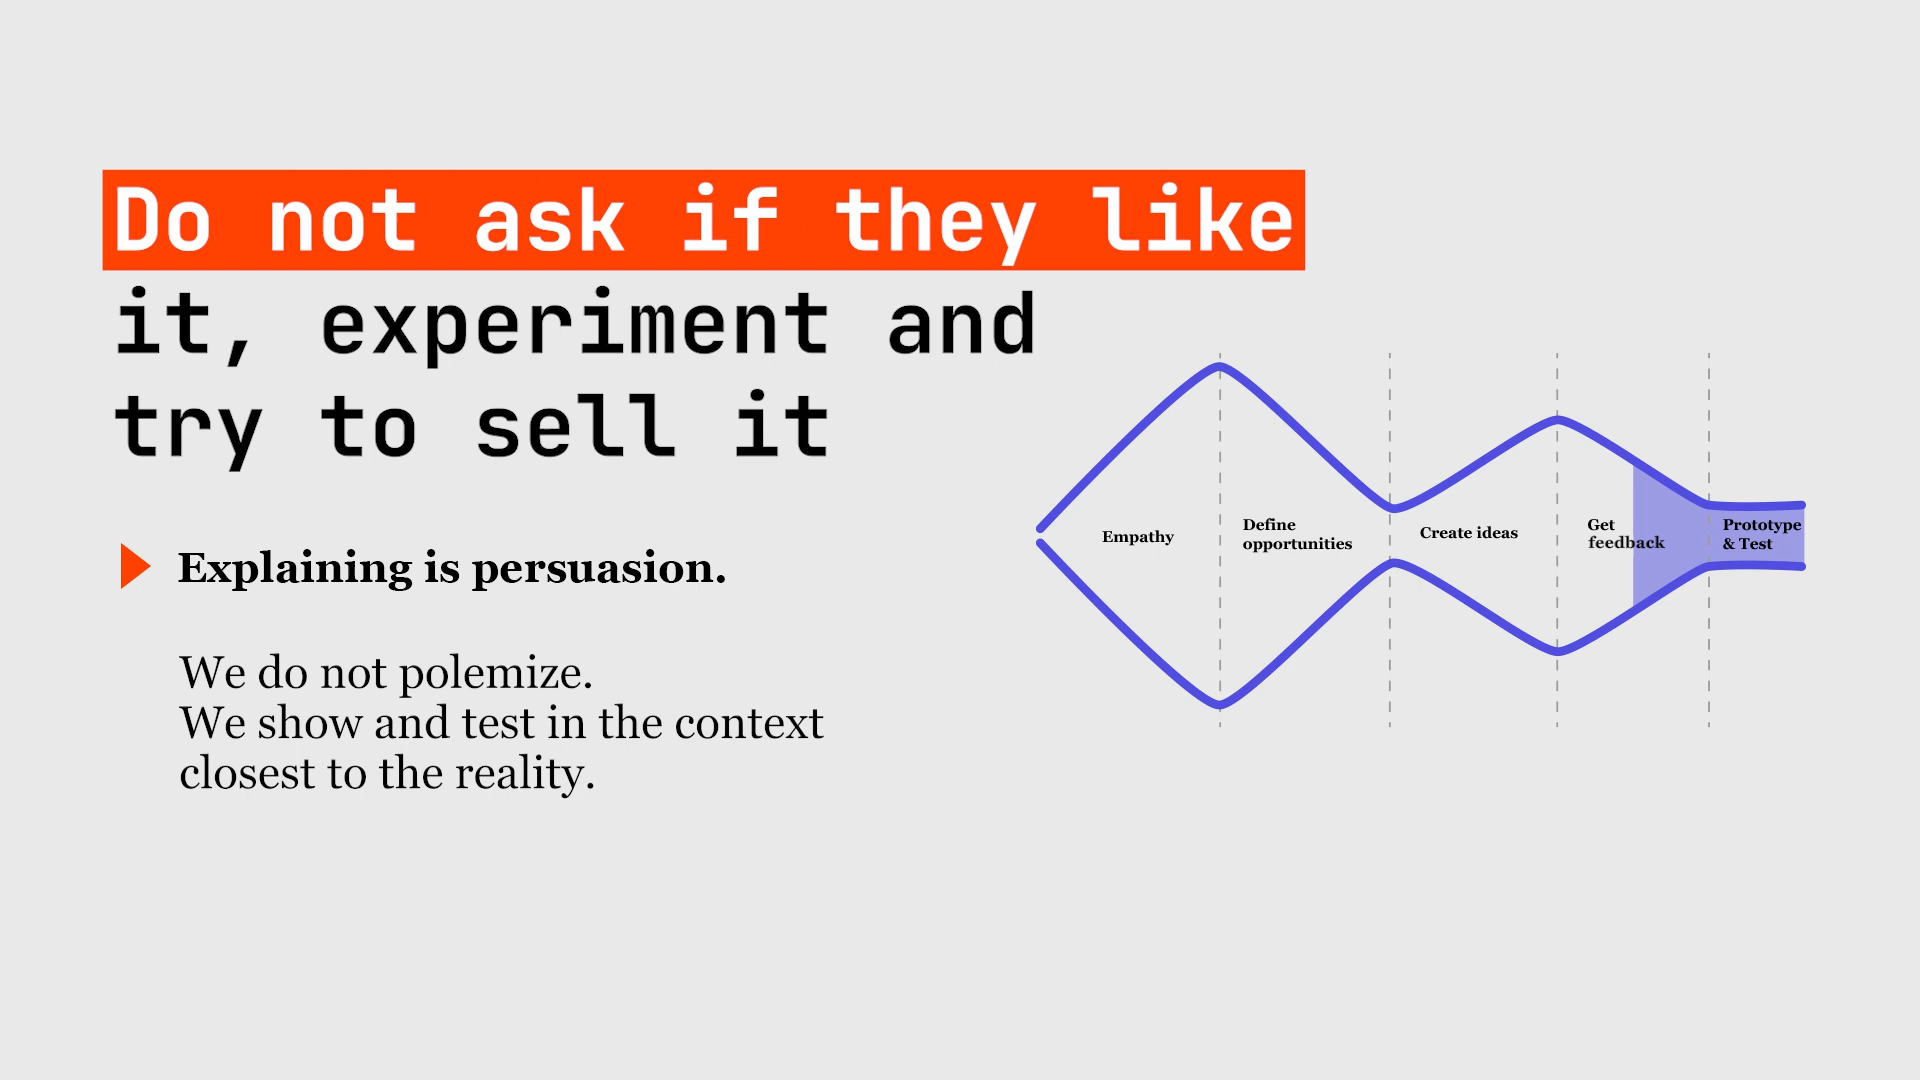 Do not ask if they like
it, experiment and
try to sell it
Explaining is persuasion.
We do not polemize.
We show and test in the context
closest to the reality.
Empathy
Define
opportunities
Create ideas
Get
feedback
Prototype
& Test